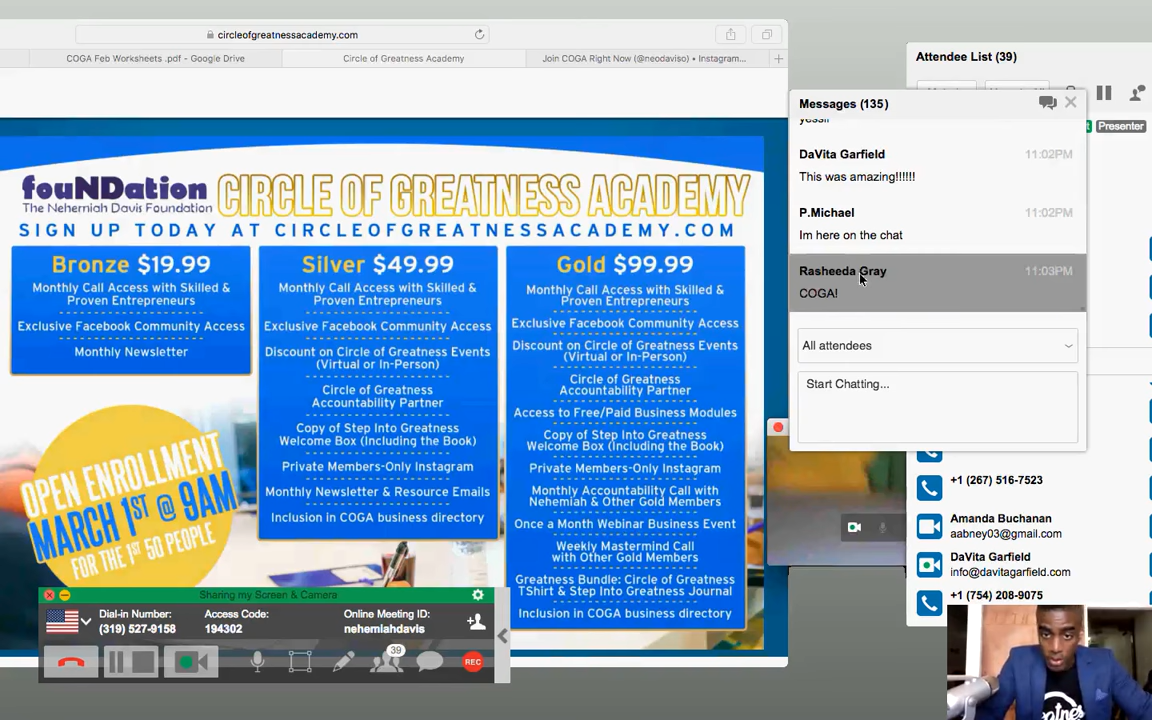 circleofgreatnessacademy.com
COGA Feb Worksheets .pdf - Google Drive
Circle of Greatness Academy
Join COGA Right Now (@neodaviso) • Instagram...
fouNDation
The Nehemiah Davis Foundation
CIRCLE OF GREATNESS ACADEMY
SIGN UP TODAY AT CIRCLEOFGREATNESSACADEMY.COM
Bronze $19.99
Monthly Call Access with Skilled &
Proven Entrepreneurs
Exclusive Facebook Community Access
Monthly Newsletter
Silver $49.99
Monthly Call Access with Skilled &
Proven Entrepreneurs
Exclusive Facebook Community Access
Discount on Circle of Greatness Events
(Virtual or In-Person)
Circle of Greatness
Accountability Partner
Copy of Step Into Greatness
Welcome Box (Including the Book)
Private Members-Only Instagram
Monthly Newsletter & Resource Emails
Inclusion in COGA business directory
Gold $99.99
Monthly Call Access with Skilled &
Proven Entrepreneurs
Exclusive Facebook Community Access
Discount on Circle of Greatness Events
(Virtual or In-Person)
Circle of Greatness
Accountability Partner
Access to Free/Paid Business Modules
Copy of Step Into Greatness
Welcome Box (Including the Book)
Private Members-Only Instagram
Monthly Accountability Call with
Nehemiah & Other Gold Members
Once a Month Webinar Business Event
Weekly Mastermind Call
with Other Gold Members
Greatness Bundle: Circle of Greatness
TShirt & Step Into Greatness Journal
Inclusion in COGA business directory
OPEN ENROLLMENT
MARCH 1ST @ 9AM
FOR THE 1ST 50 PEOPLE
Sharing my Screen & Camera
Dial-in Number:
(319) 527-9158
Access Code:
194302
Online Meeting ID:
nehemiahdavis
39
REC
Attendee List (39)
Presenter
Messages (135)
yess!!
DaVita Garfield 11:02PM
This was amazing!!!!!!
P.Michael 11:02PM
Im here on the chat
Rasheeda Gray 11:03PM
COGA!
All attendees
Start Chatting...
+1 (267) 516-7523
Amanda Buchanan
aabney03@gmail.com
DaVita Garfield
info@davitagarfield.com
+1 (754) 208-9075